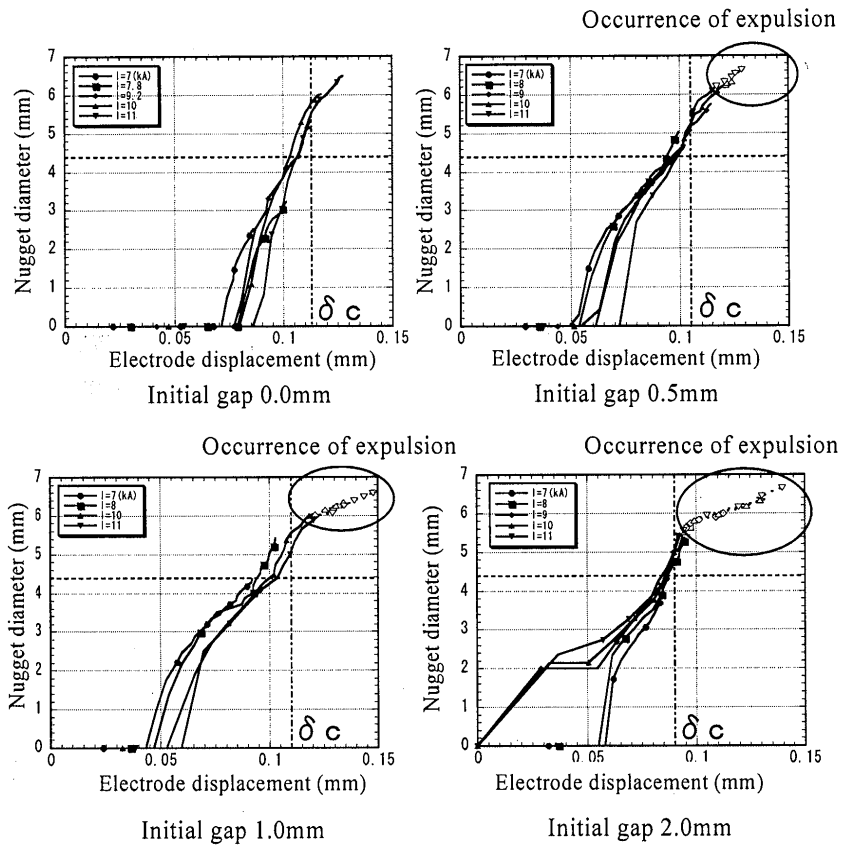 Occurrence of expulsion
7
6
5
4
3
2
1
0
Nugget diameter (mm)
I=7(kA)
I=7.8
I=9.2
I=10
I=11
δ c
0
0.05
0.1
0.15
Electrode displacement (mm)
Initial gap 0.0mm
7
6
5
4
3
2
1
0
Nugget diameter (mm)
I=7(kA)
I=8
I=9
I=10
I=11
δ c
0
0.05
0.1
0.15
Electrode displacement (mm)
Initial gap 0.5mm
Occurrence of expulsion
7
6
5
4
3
2
1
0
Nugget diameter (mm)
I=7(kA)
I=8
I=10
I=11
δ c
0
0.05
0.1
0.15
Electrode displacement (mm)
Initial gap 1.0mm
Occurrence of expulsion
7
6
5
4
3
2
1
0
Nugget diameter (mm)
I=7(kA)
I=8
I=9
I=10
I=11
δ c
0
0.05
0.1
0.15
Electrode displacement (mm)
Initial gap 2.0mm